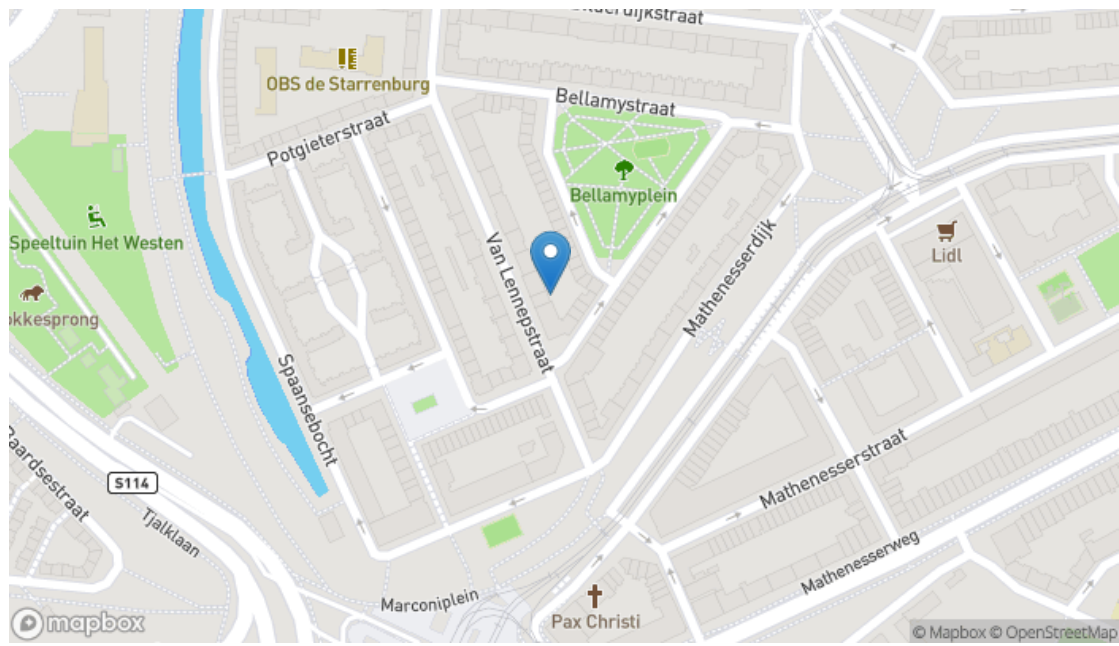 OBS de Starrenburg
Bellamystraat
Potgieterstraat
Bellamyplein
Speeltuin Het Westen
Van Lennepstraat
Mathenesserdijk
Lidl
okkesprong
Spaansebocht
Mathenesserstraat
S114
Tjalklaan
Mathenesserweg
Marconiplein
Pax Christi
mapbox
© Mapbox © OpenStreetMap